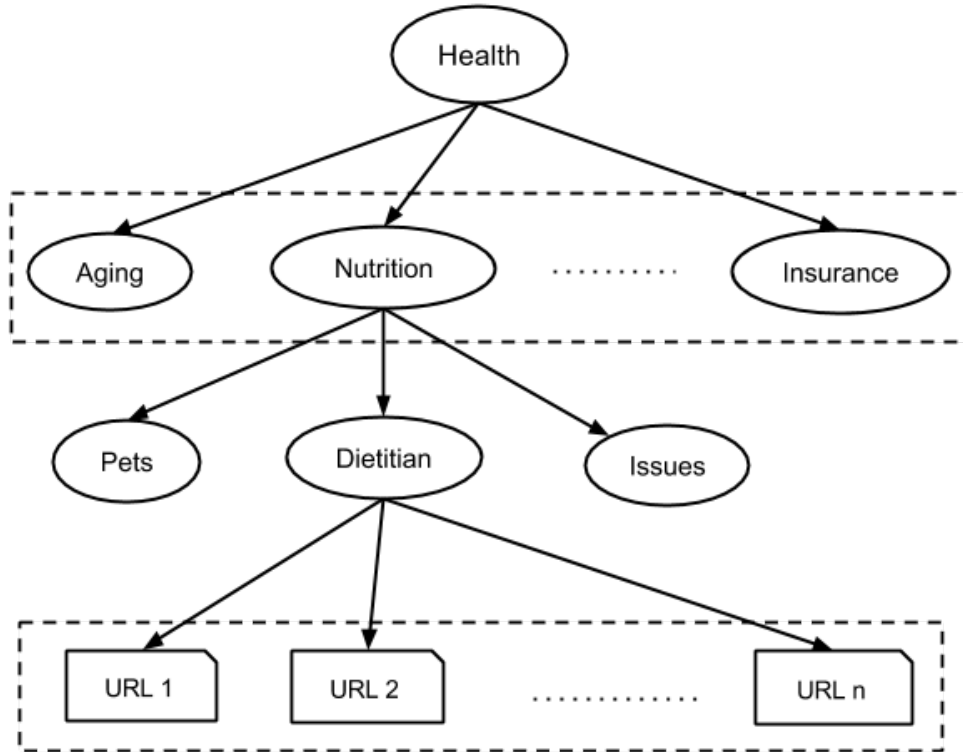 Health
Aging
Nutrition
Insurance
Pets
Dietitian
Issues
URL 1
URL 2
URL n